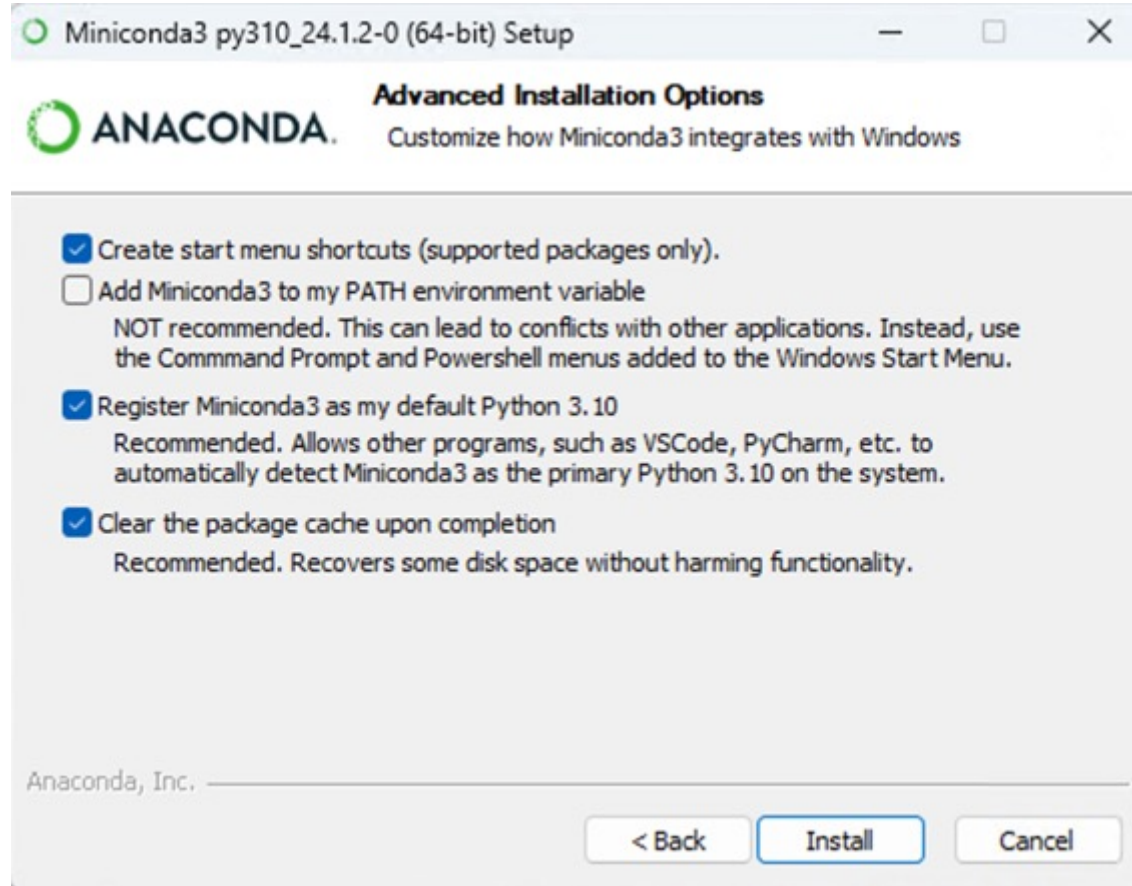 Miniconda3 py310_24.1.2-0 (64-bit) Setup
ANACONDA.
Advanced Installation Options
Customize how Miniconda3 integrates with Windows
Create start menu shortcuts (supported packages only).
Add Miniconda3 to my PATH environment variable
NOT recommended. This can lead to conflicts with other applications. Instead, use
the Commmand Prompt and Powershell menus added to the Windows Start Menu.
Register Miniconda3 as my default Python 3.10
Recommended. Allows other programs, such as VSCode, PyCharm, etc. to
automatically detect Miniconda3 as the primary Python 3.10 on the system.
Clear the package cache upon completion
Recommended. Recovers some disk space without harming functionality.
Anaconda, Inc.
< Back
Install
Cancel